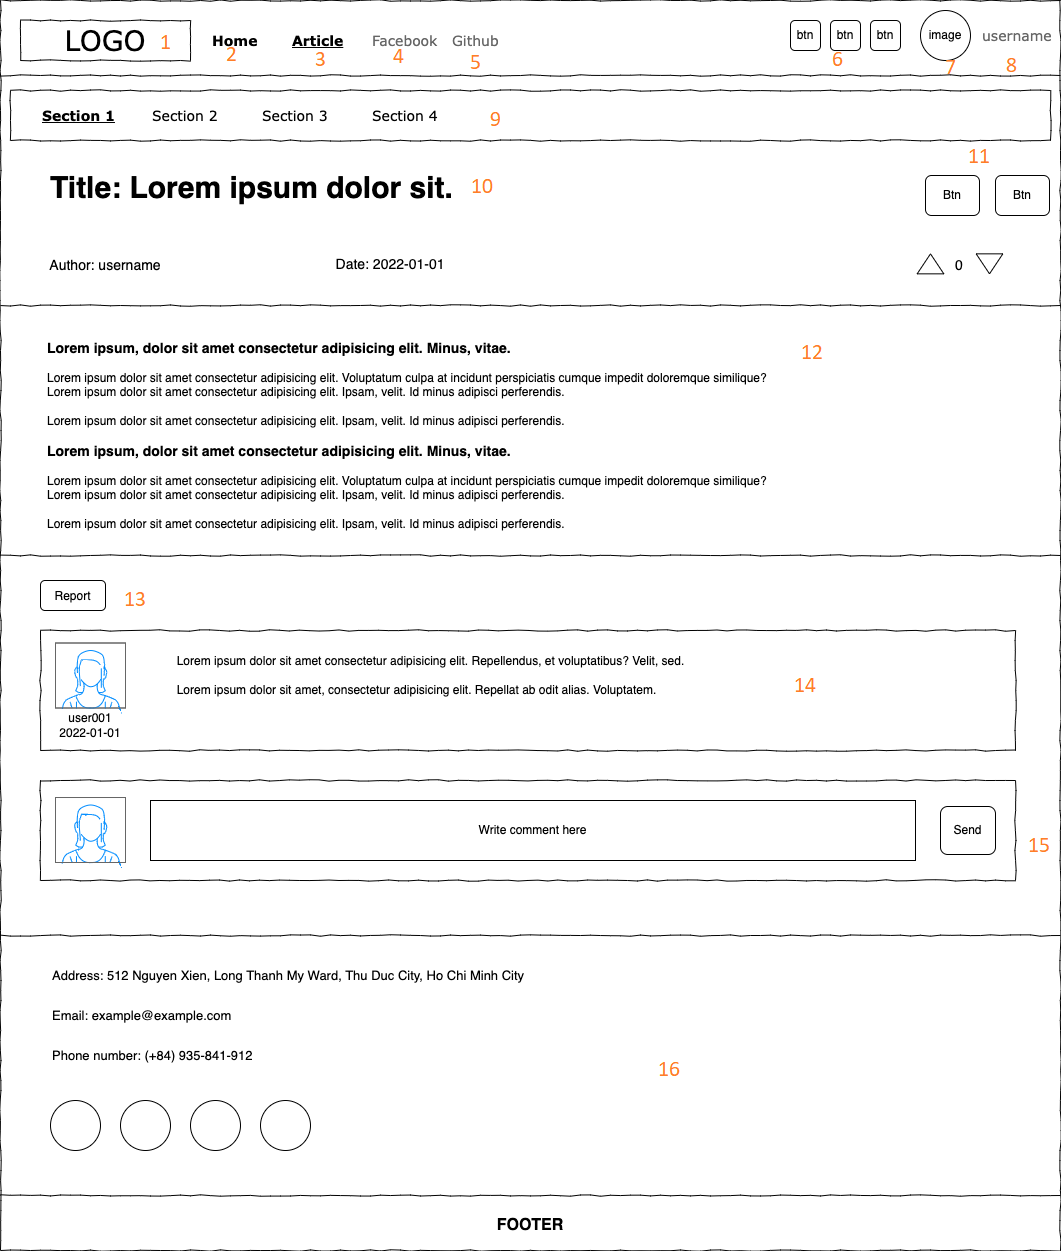 LOGO 1 Home Article Facebook Github btn btn btn image username
2 3 4 5 6 7 8
Section 1 Section 2 Section 3 Section 4 9
11
Title: Lorem ipsum dolor sit. 10 Btn Btn
Author: username Date: 2022-01-01 0
Lorem ipsum, dolor sit amet consectetur adipisicing elit. Minus, vitae. 12
Lorem ipsum dolor sit amet consectetur adipisicing elit. Voluptatum culpa at incidunt perspiciatis cumque impedit doloremque similique?
Lorem ipsum dolor sit amet consectetur adipisicing elit. Ipsam, velit. Id minus adipisci perferendis.
Lorem ipsum dolor sit amet consectetur adipisicing elit. Ipsam, velit. Id minus adipisci perferendis.
Lorem ipsum, dolor sit amet consectetur adipisicing elit. Minus, vitae.
Lorem ipsum dolor sit amet consectetur adipisicing elit. Voluptatum culpa at incidunt perspiciatis cumque impedit doloremque similique?
Lorem ipsum dolor sit amet consectetur adipisicing elit. Ipsam, velit. Id minus adipisci perferendis.
Lorem ipsum dolor sit amet consectetur adipisicing elit. Ipsam, velit. Id minus adipisci perferendis.
Report 13
Lorem ipsum dolor sit amet consectetur adipisicing elit. Repellendus, et voluptatibus? Velit, sed.
Lorem ipsum dolor sit amet, consectetur adipisicing elit. Repellat ab odit alias. Voluptatem. 14
user001
2022-01-01
Write comment here Send 15
Address: 512 Nguyen Xien, Long Thanh My Ward, Thu Duc City, Ho Chi Minh City
Email: example@example.com
Phone number: (+84) 935-841-912
16
FOOTER